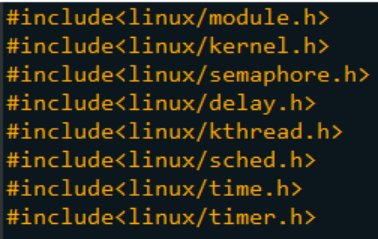 #include<linux/module.h>
#include<linux/kernel.h>
#include<linux/semaphore.h>
#include<linux/delay.h>
#include<linux/kthread.h>
#include<linux/sched.h>
#include<linux/time.h>
#include<linux/timer.h>